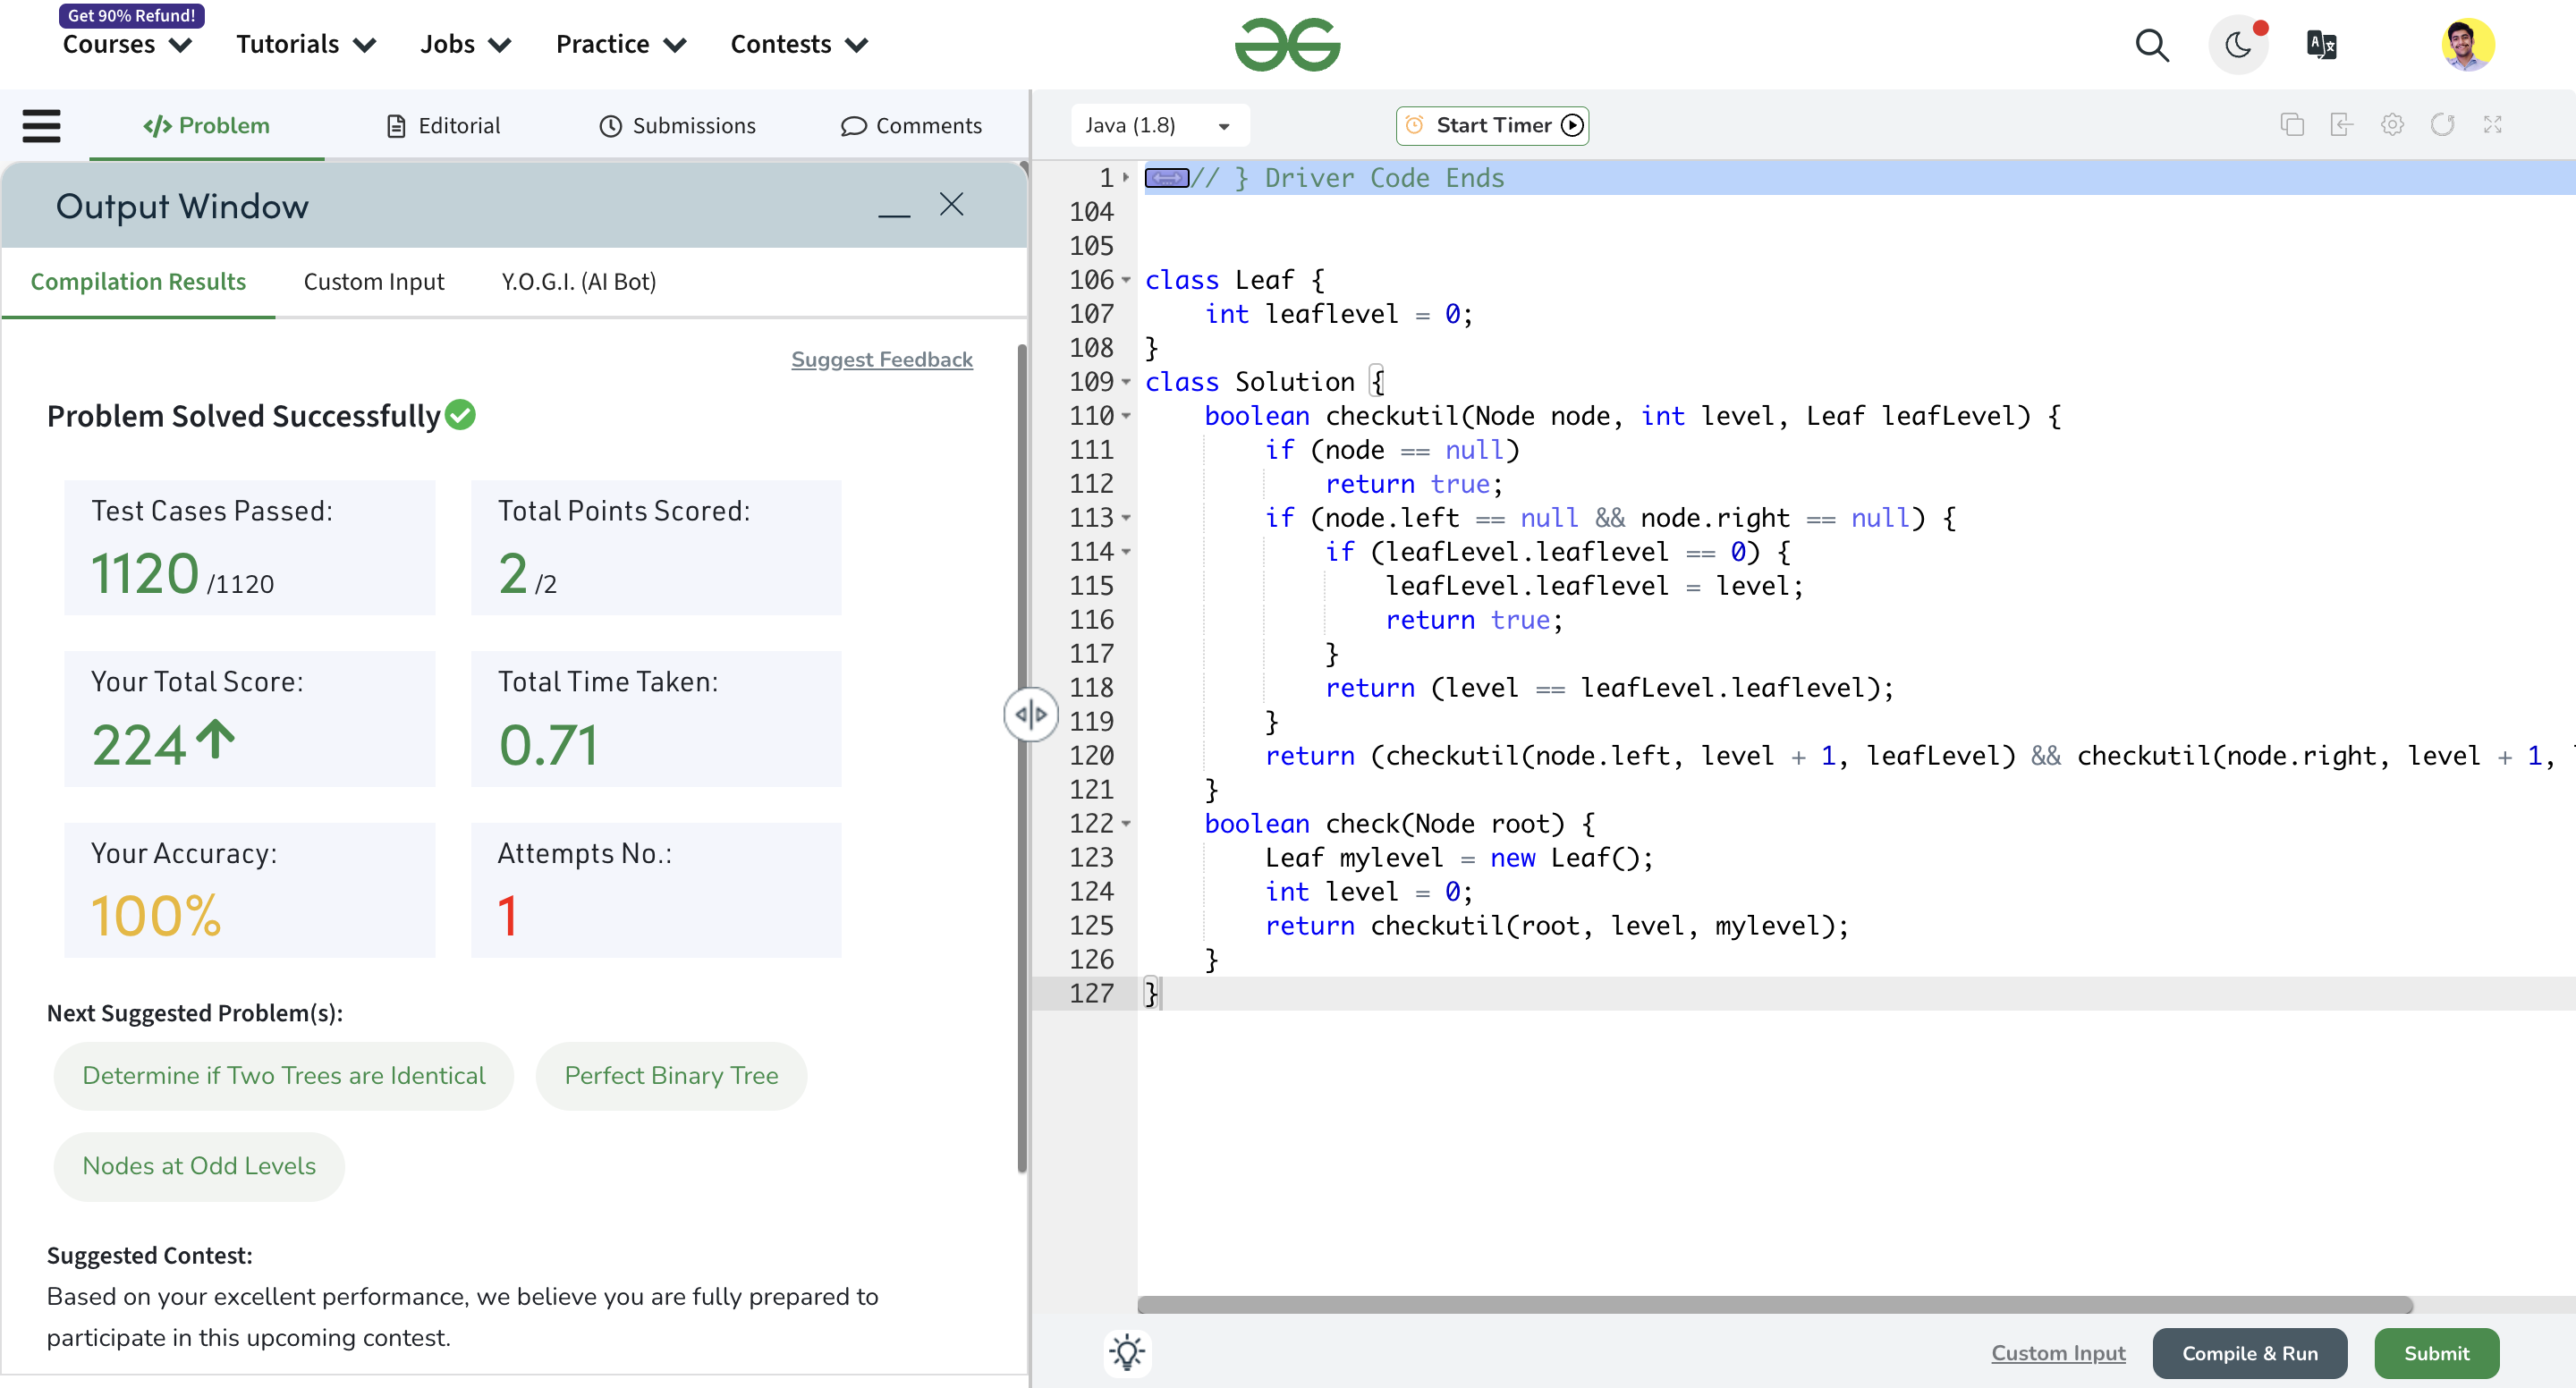 Get 90% Refund!
Courses Tutorials Jobs Practice Contests
Problem Editorial Submissions Comments
Output Window
Compilation Results Custom Input Y.O.G.I. (AI Bot)
Suggest Feedback
Problem Solved Successfully
Test Cases Passed:
1120 /1120
Total Points Scored:
2 /2
Your Total Score:
224
Total Time Taken:
0.71
Your Accuracy:
100%
Attempts No.:
1
Next Suggested Problem(s):
Determine if Two Trees are Identical
Perfect Binary Tree
Nodes at Odd Levels
Suggested Contest:
Based on your excellent performance, we believe you are fully prepared to
participate in this upcoming contest.
Java (1.8) Start Timer
1 // } Driver Code Ends
104
105
106 class Leaf {
107     int leaflevel = 0;
108 }
109 class Solution {
110     boolean checkutil(Node node, int level, Leaf leafLevel) {
111         if (node == null)
112             return true;
113         if (node.left == null && node.right == null) {
114             if (leafLevel.leaflevel == 0) {
115                 leafLevel.leaflevel = level;
116                 return true;
117             }
118             return (level == leafLevel.leaflevel);
119         }
120         return (checkutil(node.left, level + 1, leafLevel) && checkutil(node.right, level + 1,
121     }
122     boolean check(Node root) {
123         Leaf mylevel = new Leaf();
124         int level = 0;
125         return checkutil(root, level, mylevel);
126     }
127 }
Custom Input Compile & Run Submit